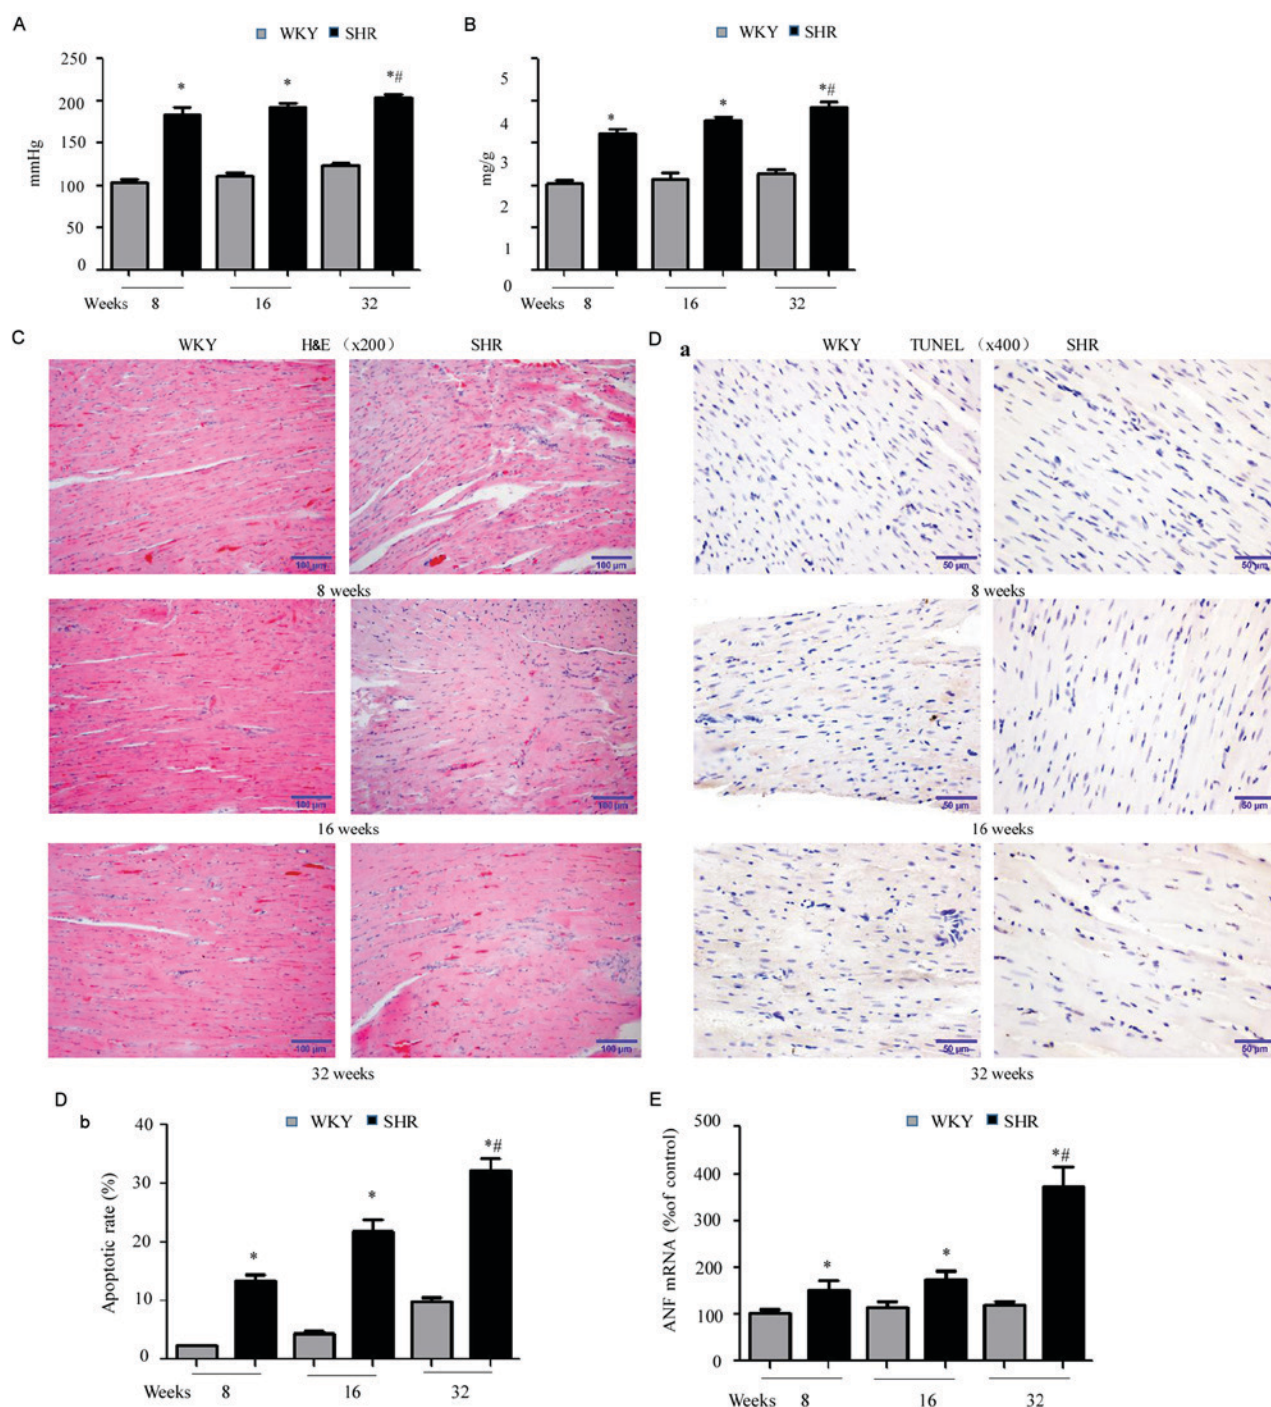 A
WKY SHR
250
200
150
100
50
0
mmHg
* * *#
Weeks 8 16 32
B
WKY SHR
5
4
3
2
1
0
mg/g
* * *#
Weeks 8 16 32
C
WKY H&E (x200) SHR
100 μm 100 μm
8 weeks
100 μm 100 μm
16 weeks
100 μm 100 μm
32 weeks
D
a
WKY TUNEL (x400) SHR
50 μm 50 μm
8 weeks
50 μm 50 μm
16 weeks
50 μm 50 μm
32 weeks
D
b
WKY SHR
40
30
20
10
0
Apoptotic rate (%)
* * *#
Weeks 8 16 32
E
WKY SHR
500
400
300
200
100
0
ANF mRNA (%of control)
* * *#
Weeks 8 16 32